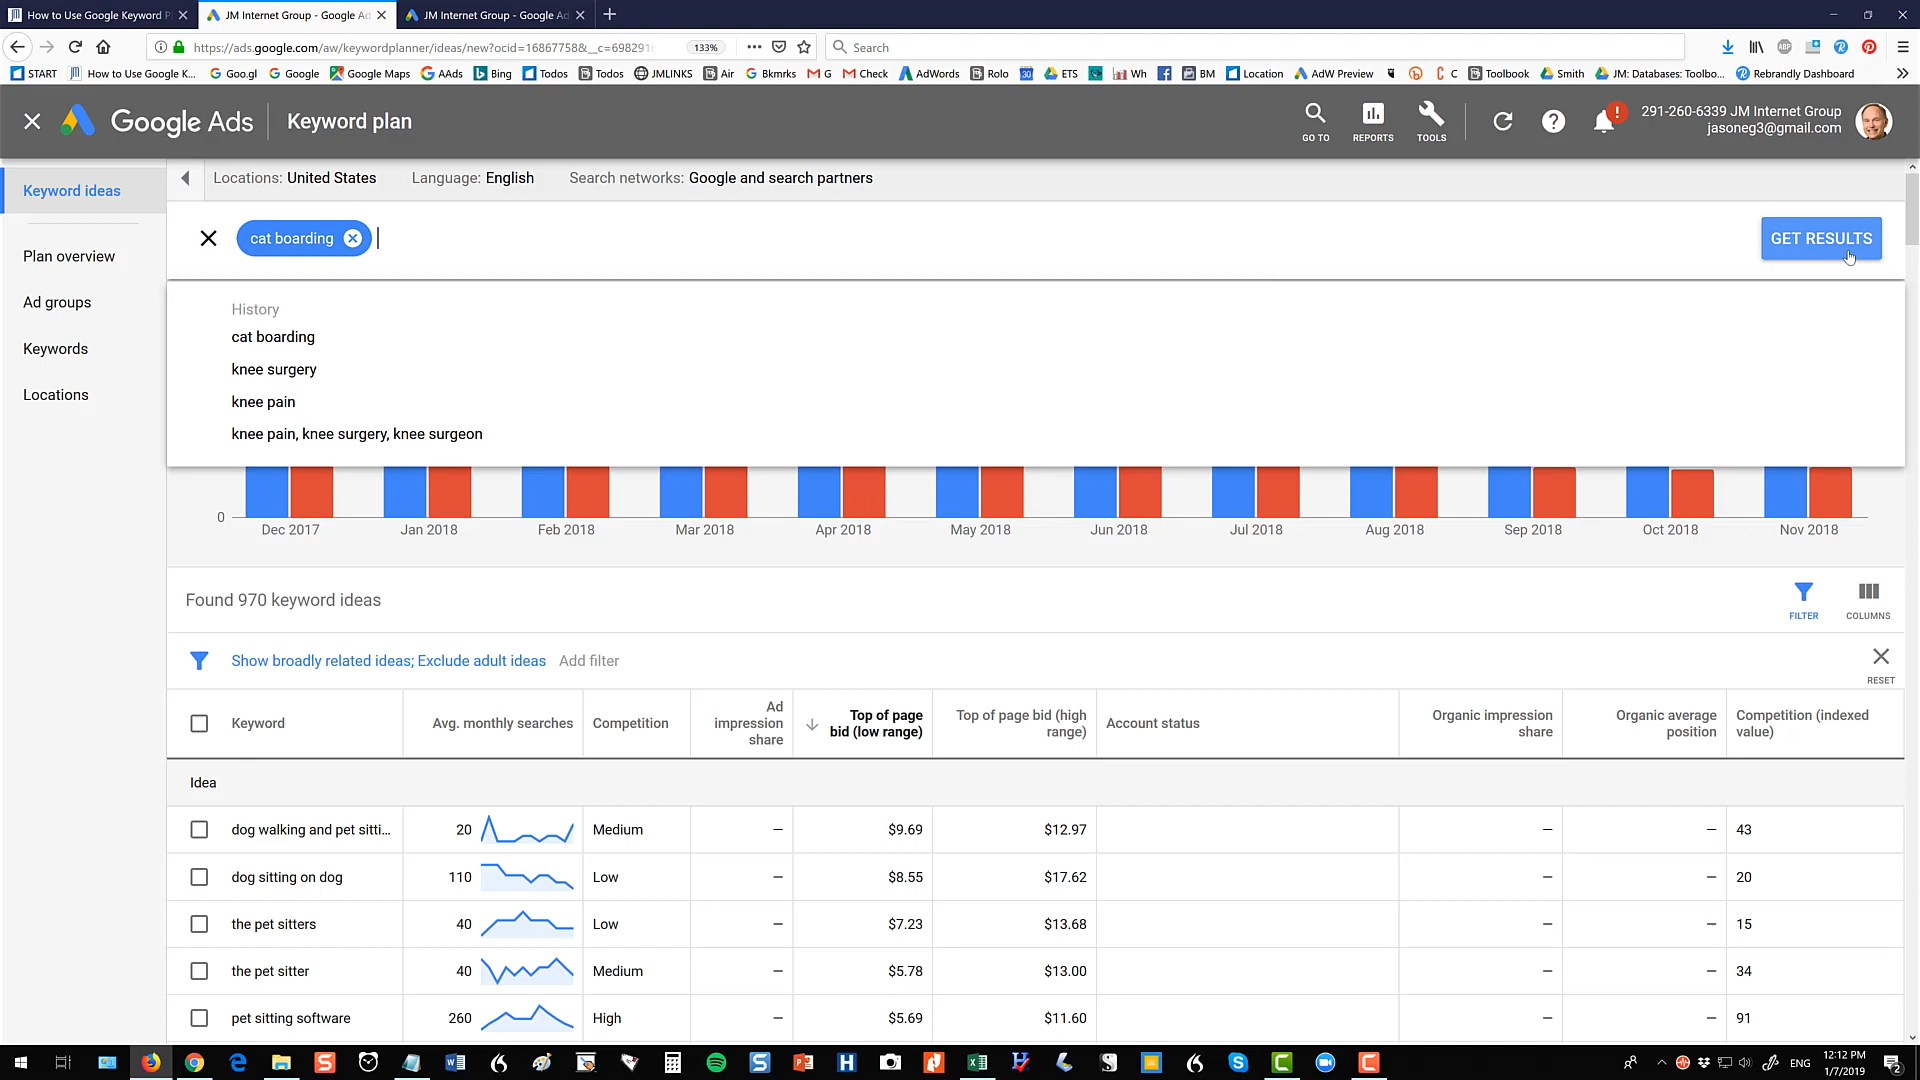 How to Use Google Keyword P
JM Internet Group - Google Ad
JM Internet Group - Google Ad
https://ads.google.com/aw/keywordplanner/ideas/new?ocid=16867758&__c=69829
133%
Search
START
How to Use Google K...
Goo.gl
Google
Google Maps
AAds
Bing
Todos
Todos
JMLINKS
Air
Bkmrks
G
Check
AdWords
Rolo
ETS
Wh
BM
Location
AdW Preview
C
Toolbook
Smith
JM: Databases: Toolbo...
Rebrandly Dashboard
Google Ads
Keyword plan
GO TO
REPORTS
TOOLS
291-260-6339 JM Internet Group
jasoneg3@gmail.com
Keyword ideas
Plan overview
Ad groups
Keywords
Locations
Locations: United States
Language: English
Search networks: Google and search partners
cat boarding
GET RESULTS
History
cat boarding
knee surgery
knee pain
knee pain, knee surgery, knee surgeon
0
Dec 2017
Jan 2018
Feb 2018
Mar 2018
Apr 2018
May 2018
Jun 2018
Jul 2018
Aug 2018
Sep 2018
Oct 2018
Nov 2018
Found 970 keyword ideas
FILTER
COLUMNS
Show broadly related ideas; Exclude adult ideas
Add filter
RESET
Keyword
Avg. monthly searches
Competition
Ad
impression
share
Top of page
bid (low range)
Top of page bid (high
range)
Account status
Organic impression
share
Organic average
position
Competition (indexed
value)
Idea
dog walking and pet sitti...
20
Medium
–
$9.69
$12.97
–
–
43
dog sitting on dog
110
Low
–
$8.55
$17.62
–
–
20
the pet sitters
40
Low
–
$7.23
$13.68
–
–
15
the pet sitter
40
Medium
–
$5.78
$13.00
–
–
34
pet sitting software
260
High
–
$5.69
$11.60
–
–
91
ENG
12:12 PM
1/7/2019